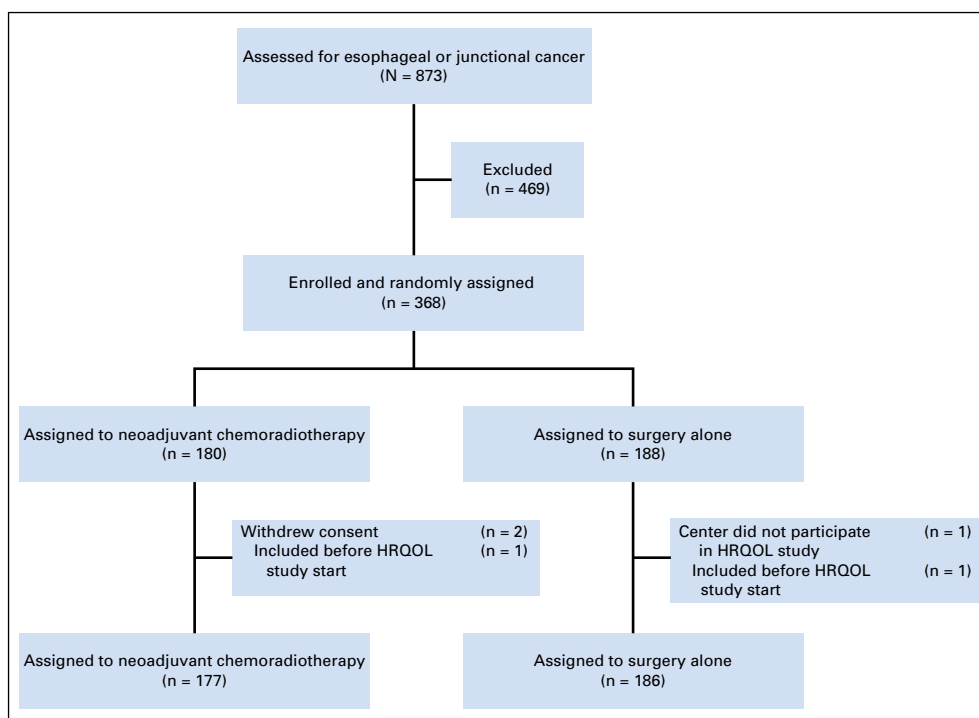 Assessed for esophageal or junctional cancer
(N = 873)
Excluded
(n = 469)
Enrolled and randomly assigned
(n = 368)
Assigned to neoadjuvant chemoradiotherapy
(n = 180)
Assigned to surgery alone
(n = 188)
Withdrew consent (n = 2)
Included before HRQOL (n = 1)
study start
Center did not participate (n = 1)
in HRQOL study
Included before HRQOL (n = 1)
study start
Assigned to neoadjuvant chemoradiotherapy
(n = 177)
Assigned to surgery alone
(n = 186)